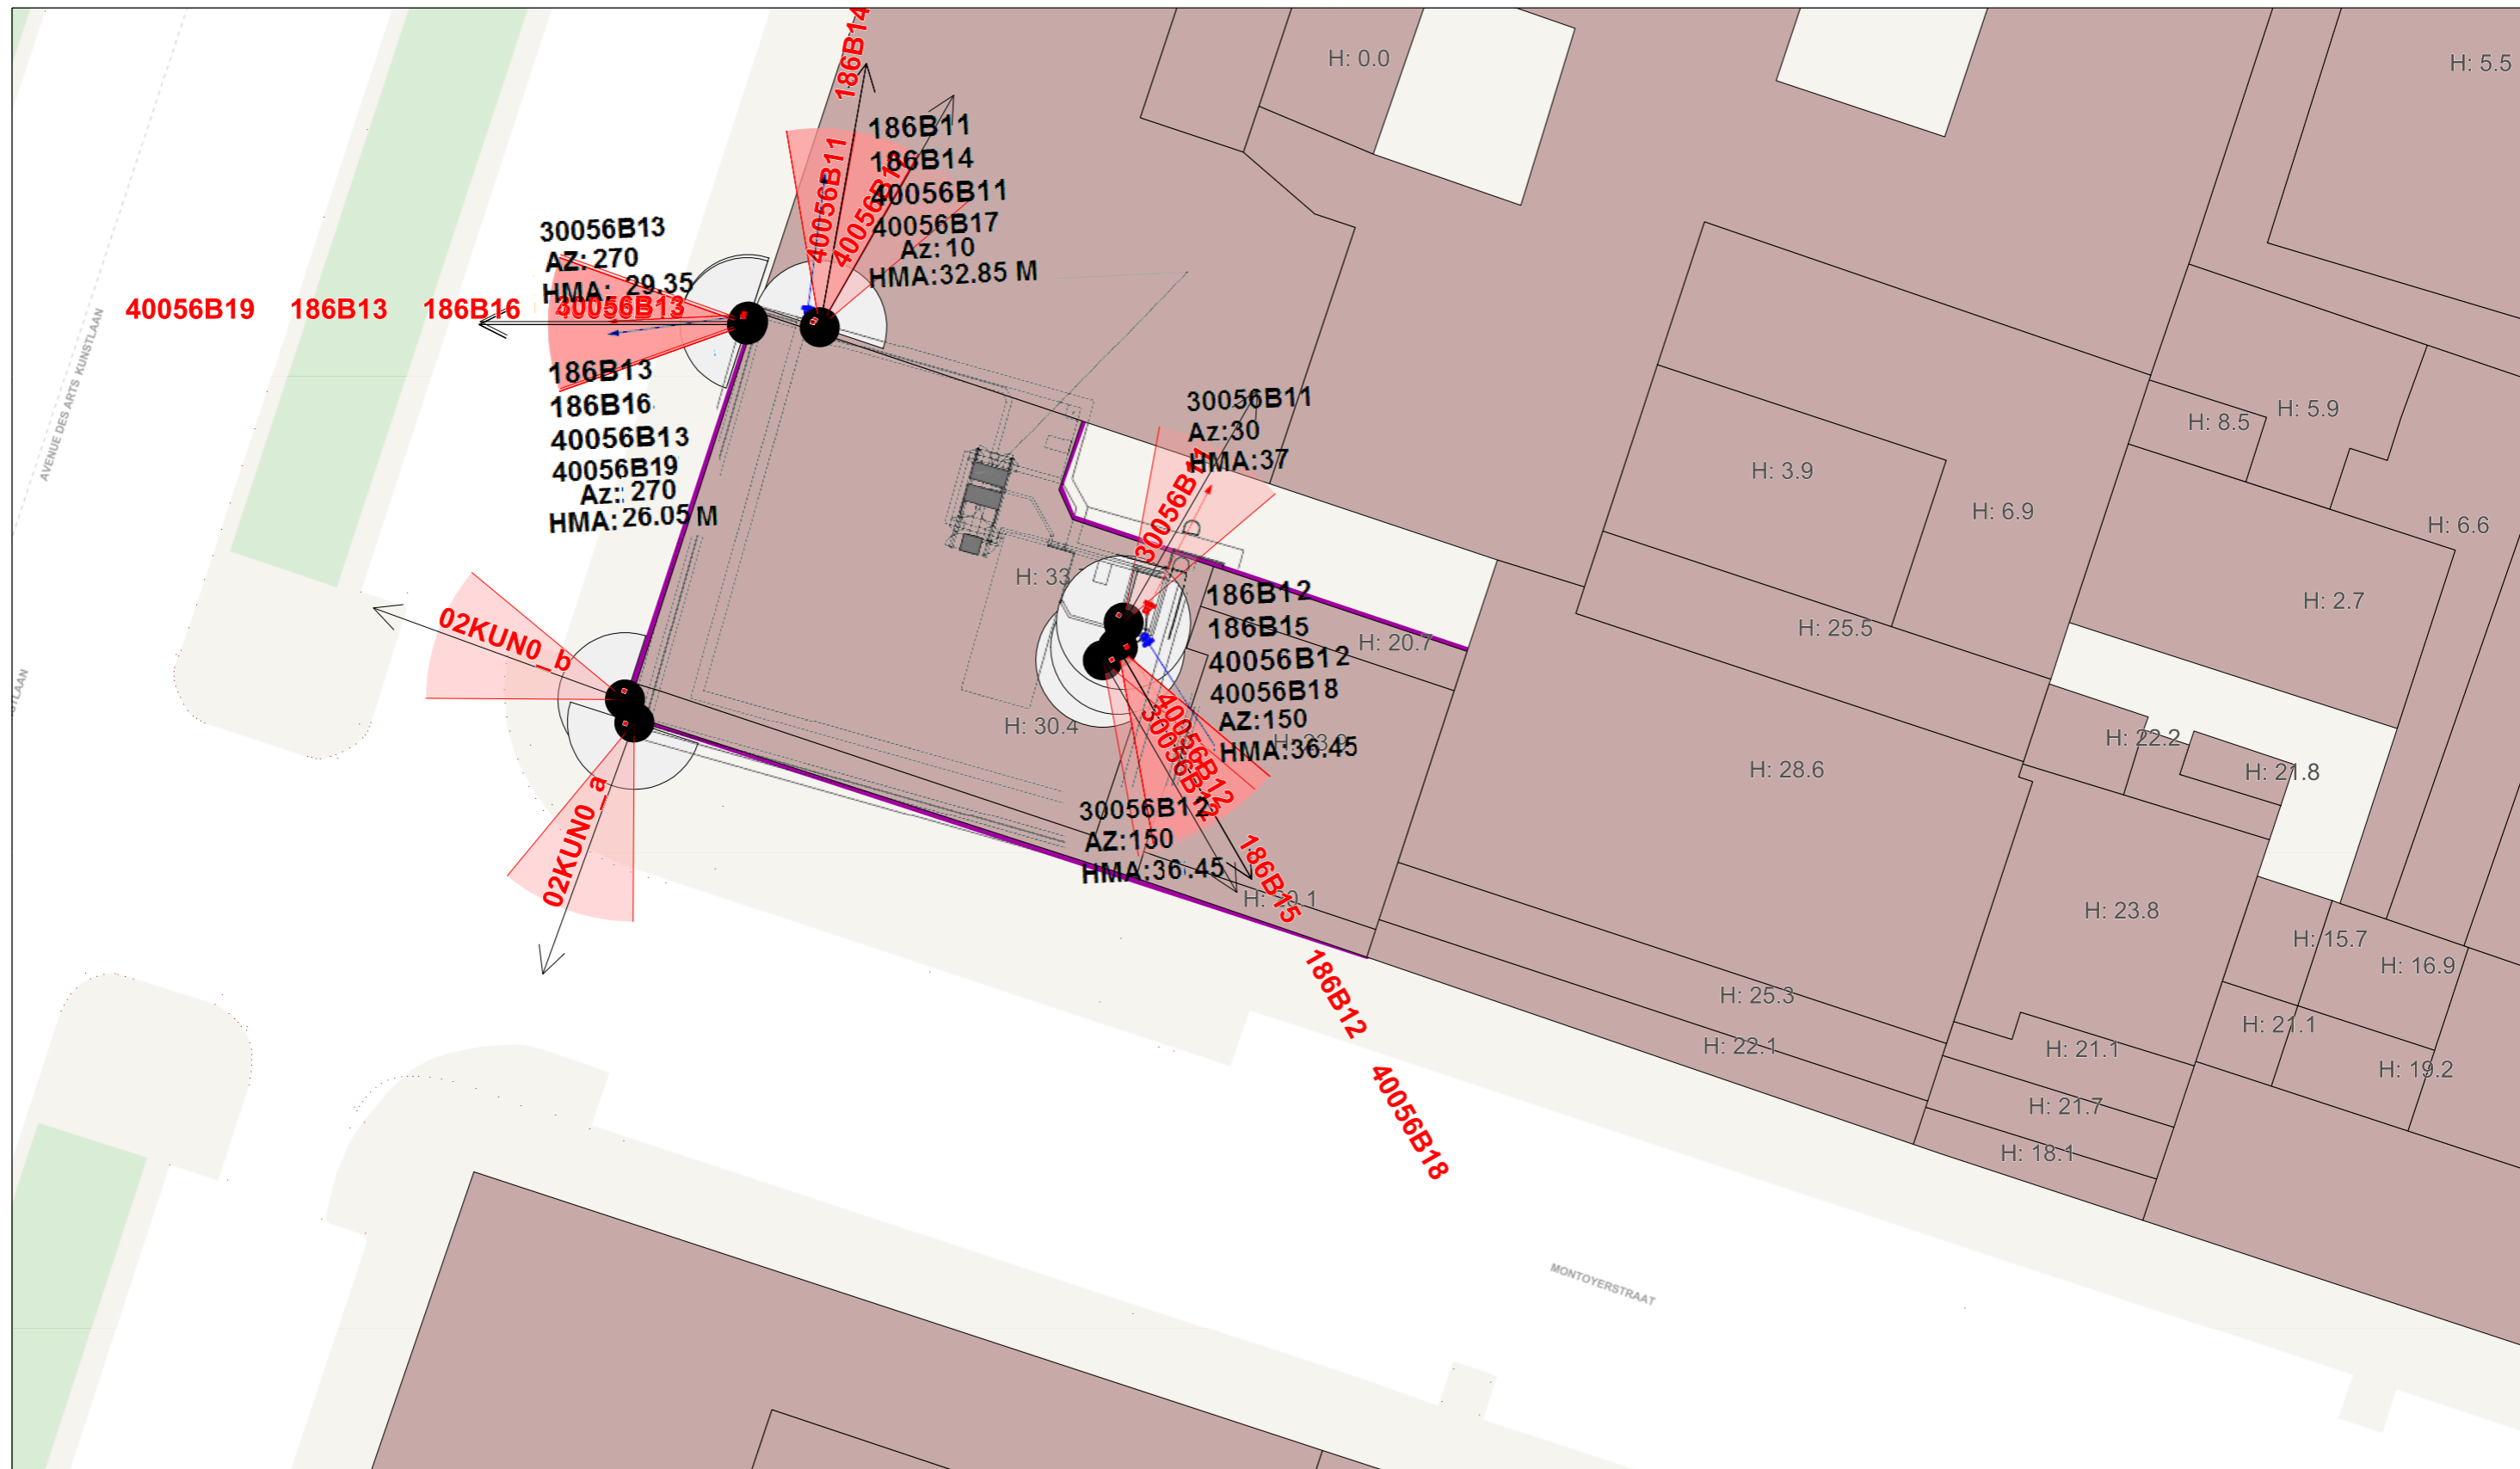 186B14
H: 0.0
H: 5.5
186B11
186B14
40056B11
40056B17
Az: 10
HMA:32.85 M
40056B11
30056B13
AZ: 270
HMA: 29.35
40056B19
186B13
186B16
40056B13
AVENUE DES ARTS KUNSTLAAN
186B13
186B16
40056B13
40056B19
Az: 270
HMA: 26.05 M
30056B11
Az:30
HMA:37
30056B11
H: 3.9
H: 6.9
H: 8.5
H: 5.9
H: 6.6
H: 2.7
H: 25.5
186B12
186B15
40056B12
40056B18
AZ:150
HMA:36.45
H: 20.7
H: 30.4
02KUN0_b
02KUN0_a
40056B12
30056B12
30056B12
AZ:150
HMA:36.45
186B15
186B12
40056B18
H: 28.6
H: 22.2
H: 21.8
H: 23.8
H: 15.7
H: 16.9
H: 25.3
H: 22.1
H: 21.1
H: 21.1
H: 19.2
H: 21.7
H: 18.1
MONTOYERSTRAAT